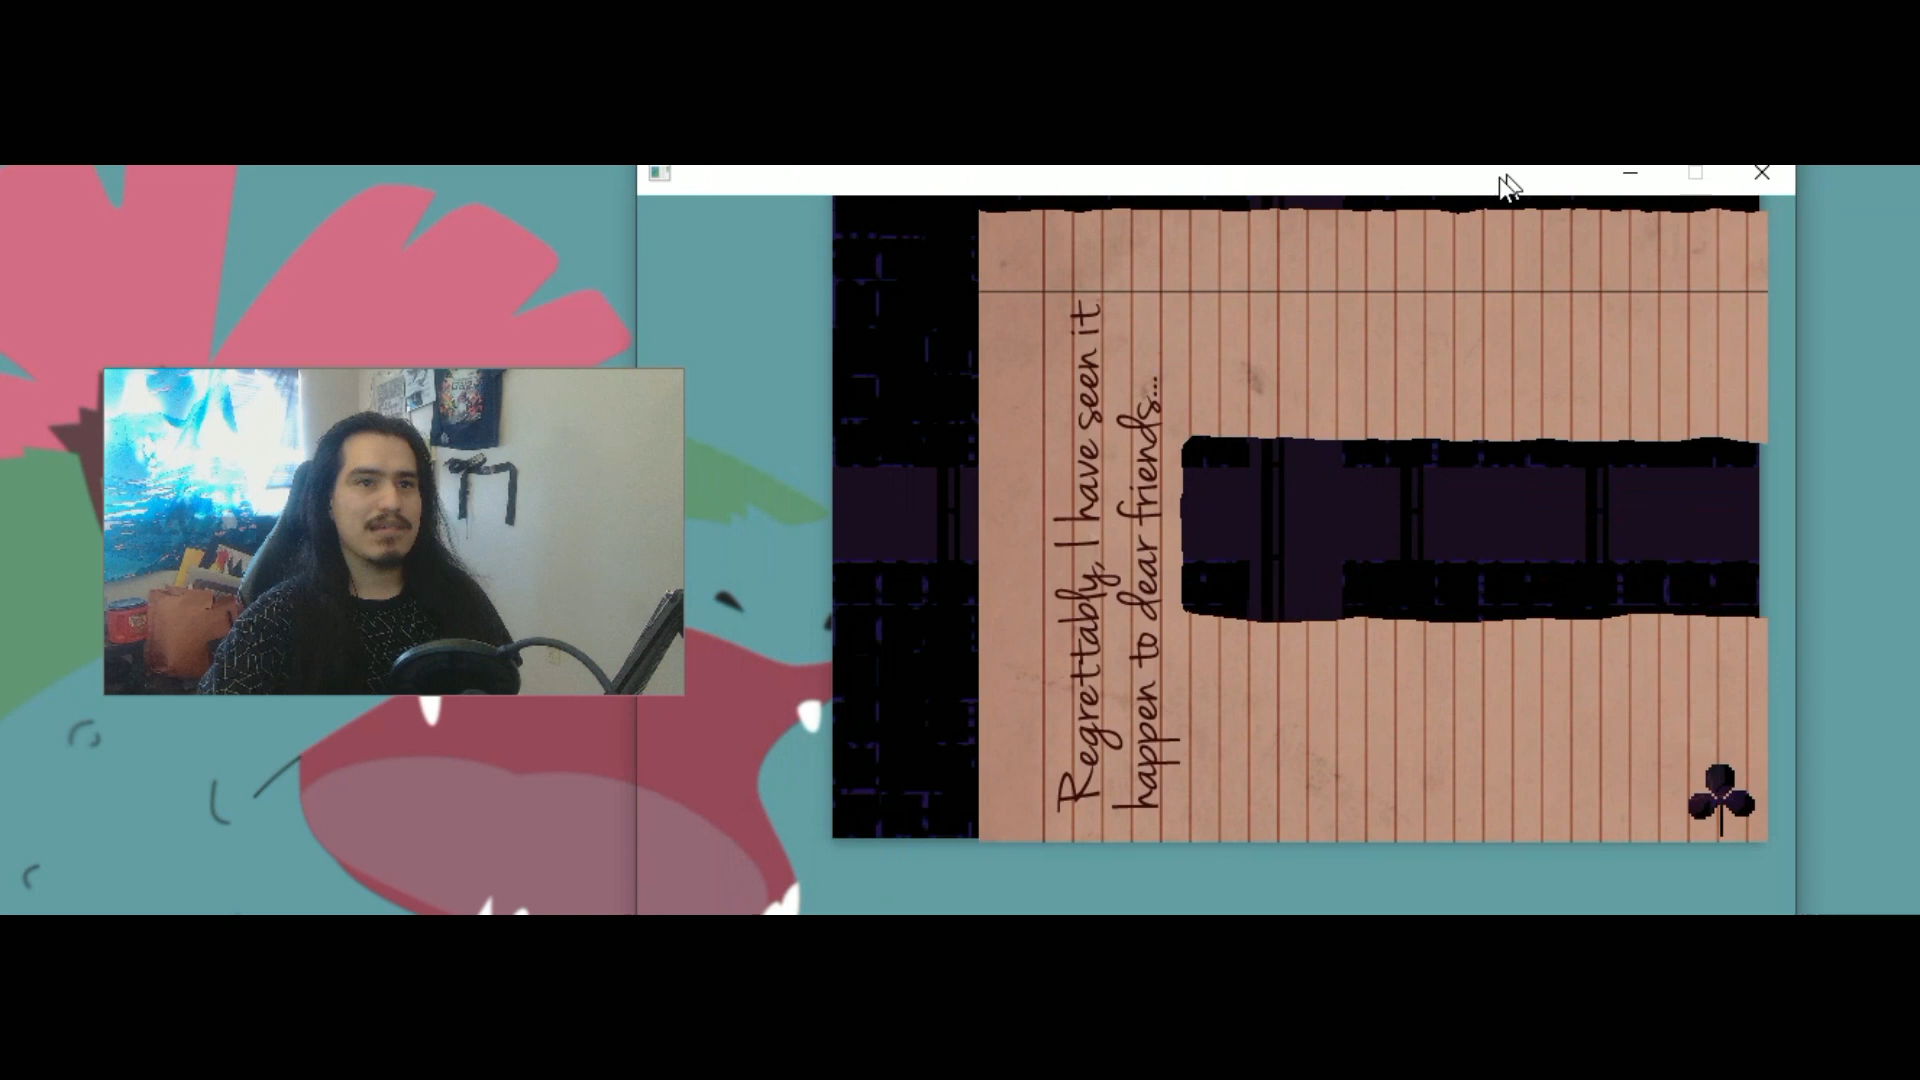 Regrettably, I have seen it
happen to dear friends...